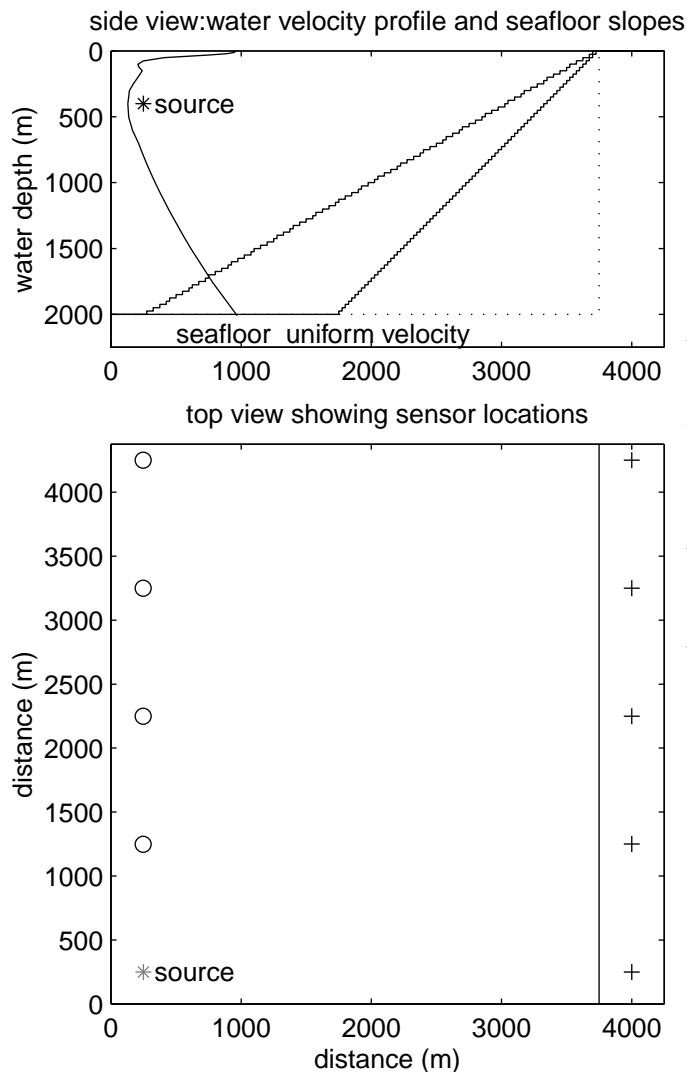 side view:water velocity profile and seafloor slopes
0
500
1000
1500
2000
water depth (m)
source
seafloor uniform velocity
0 1000 2000 3000 4000
top view showing sensor locations
4000
3500
3000
2500
2000
1500
1000
500
0
distance (m)
source
0 1000 2000 3000 4000
distance (m)